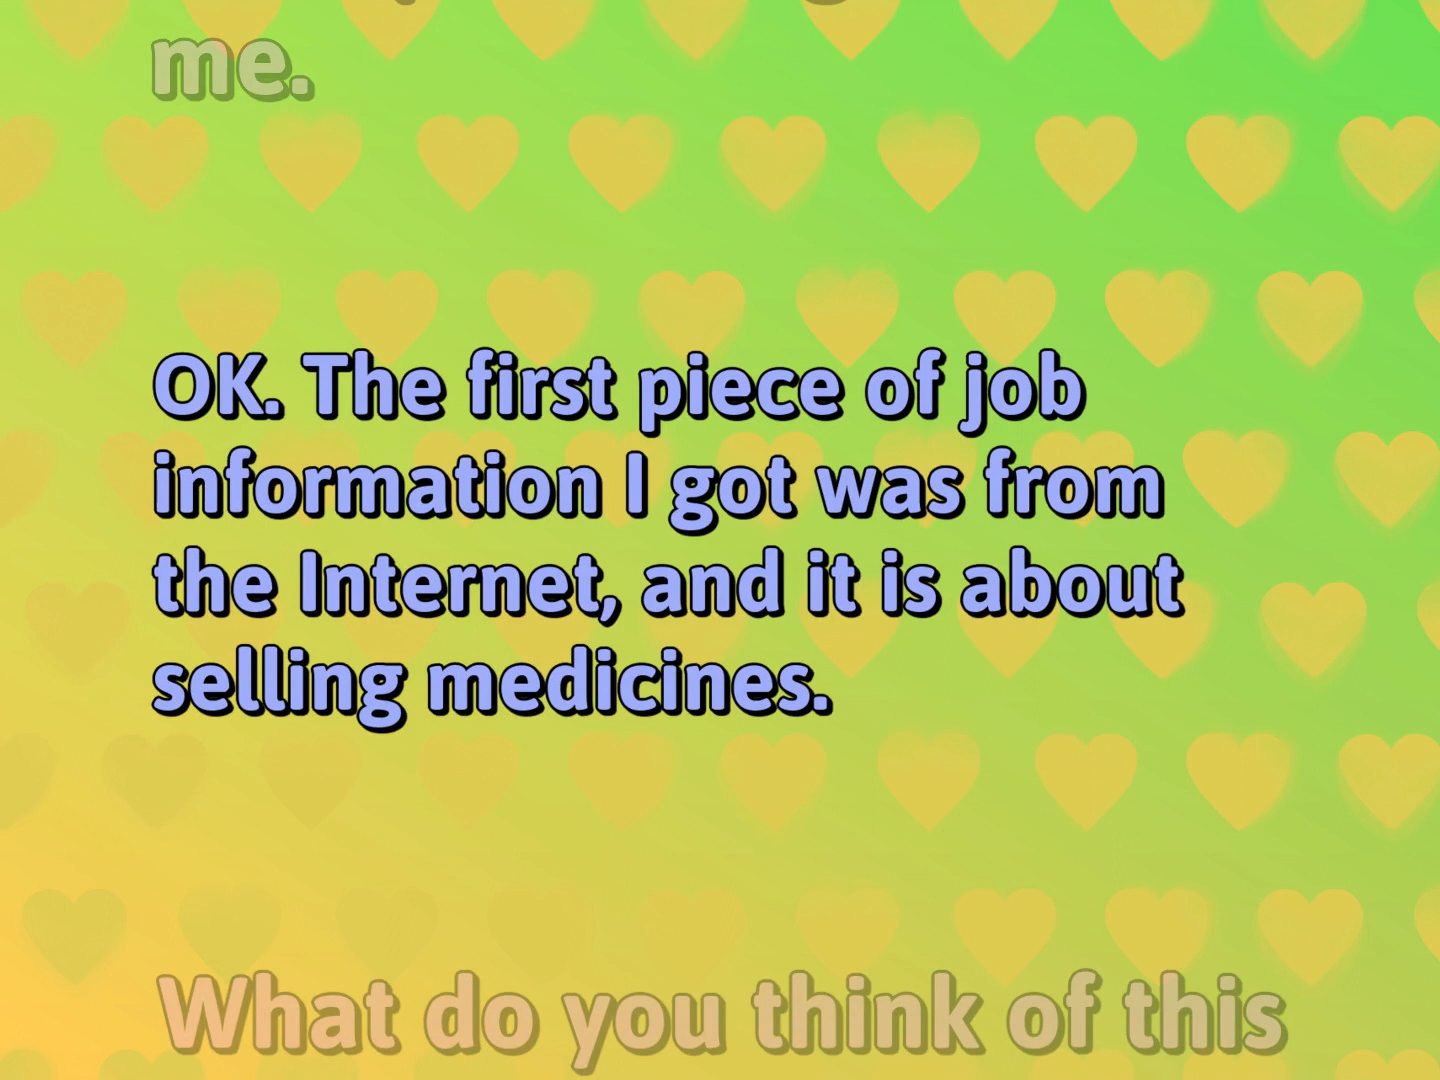 me.
OK. The first piece of job
information I got was from
the Internet, and it is about
selling medicines.
What do you think of this